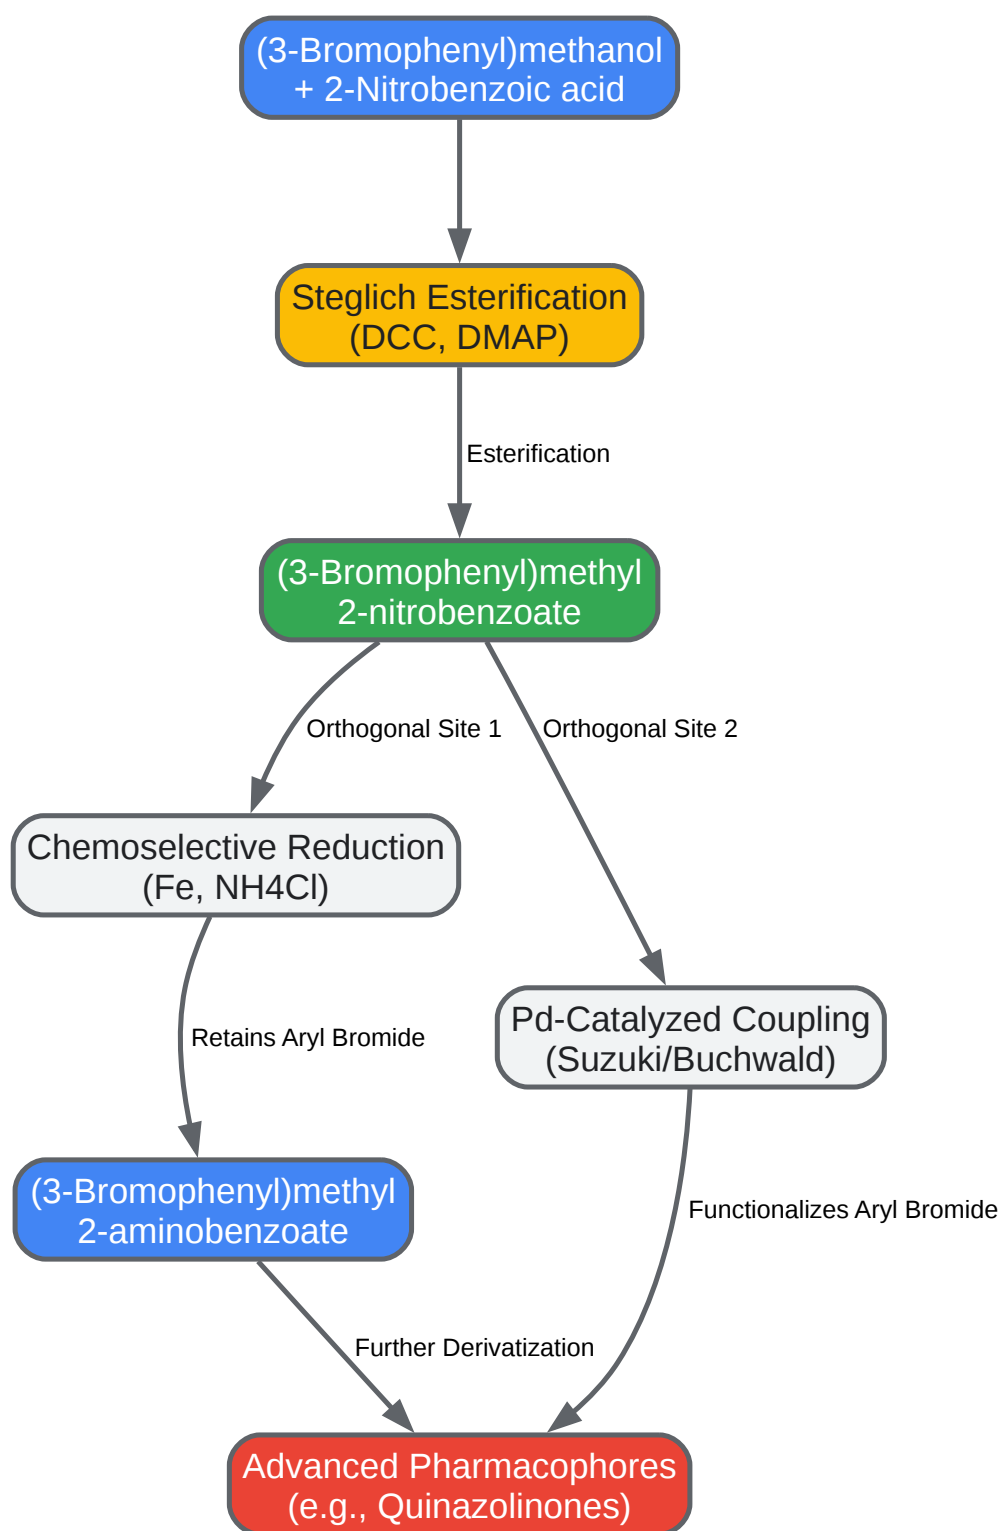 (3-Bromophenyl)methanol
+ 2-Nitrobenzoic acid
Steglich Esterification
(DCC, DMAP)
Esterification
(3-Bromophenyl)methyl
2-nitrobenzoate
Orthogonal Site 1
Orthogonal Site 2
Chemoselective Reduction
(Fe, NH4Cl)
Pd-Catalyzed Coupling
(Suzuki/Buchwald)
Retains Aryl Bromide
(3-Bromophenyl)methyl
2-aminobenzoate
Functionalizes Aryl Bromide
Further Derivatization
Advanced Pharmacophores
(e.g., Quinazolinones)